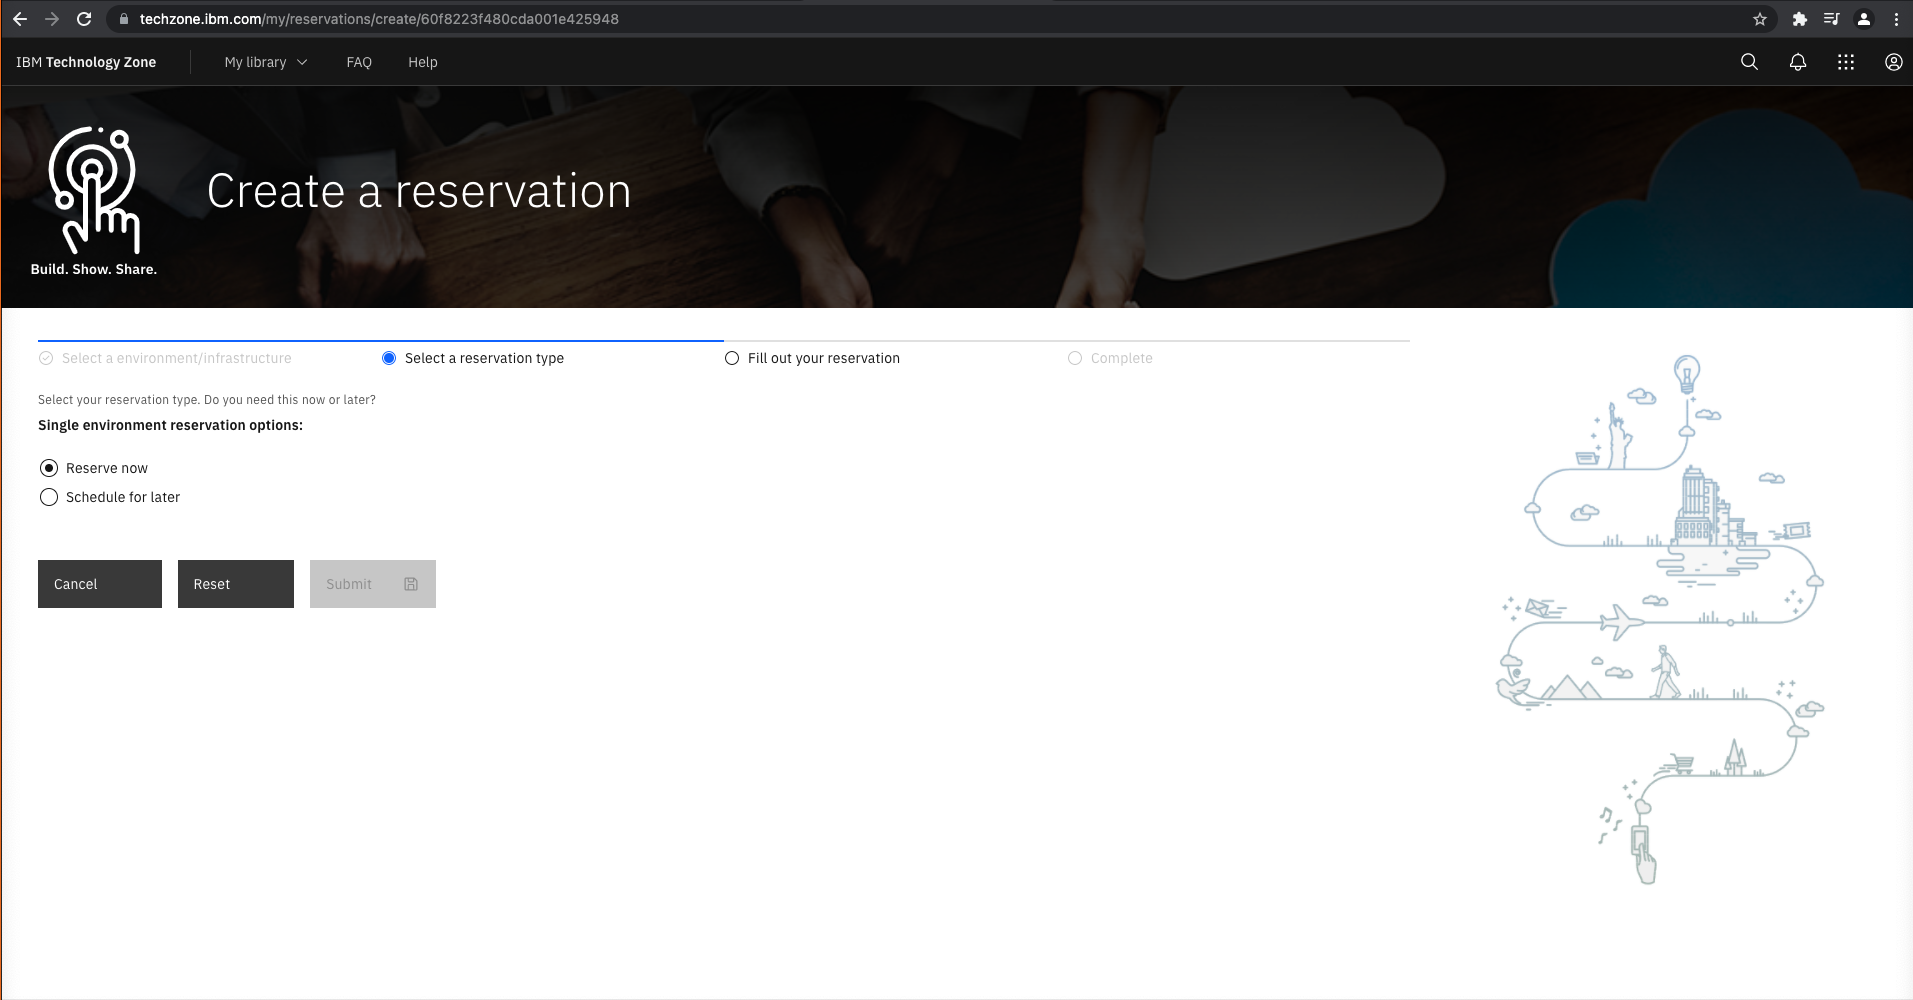 techzone.ibm.com/my/reservations/create/60f8223f480cda001e425948
IBM Technology Zone
My library
FAQ
Help
Build. Show. Share.
Create a reservation
Select a environment/infrastructure
Select a reservation type
Fill out your reservation
Complete
Select your reservation type. Do you need this now or later?
Single environment reservation options:
Reserve now
Schedule for later
Cancel
Reset
Submit